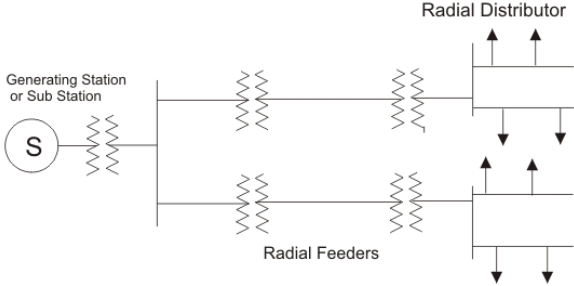 Radial Distributor
Generating Station
or Sub Station
S
Radial Feeders